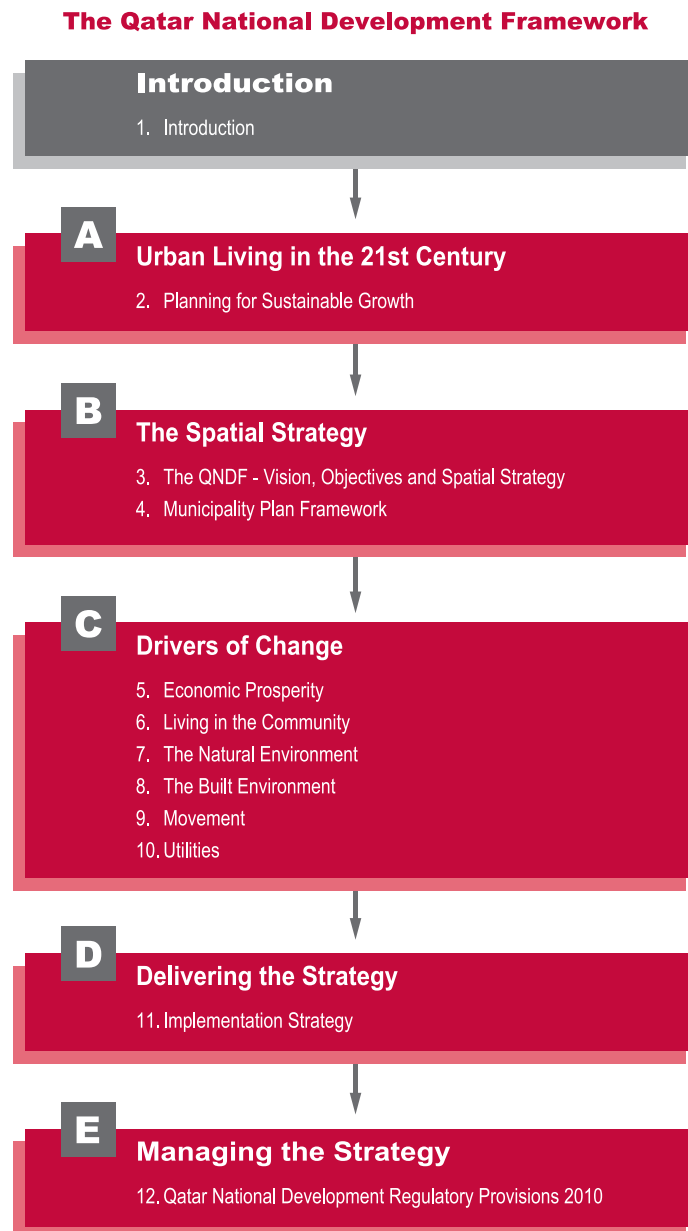 The Qatar National Development Framework
Introduction
1. Introduction
A
Urban Living in the 21st Century
2. Planning for Sustainable Growth
B
The Spatial Strategy
3. The QNDF - Vision, Objectives and Spatial Strategy
4. Municipality Plan Framework
C
Drivers of Change
5. Economic Prosperity
6. Living in the Community
7. The Natural Environment
8. The Built Environment
9. Movement
10. Utilities
D
Delivering the Strategy
11. Implementation Strategy
E
Managing the Strategy
12. Qatar National Development Regulatory Provisions 2010